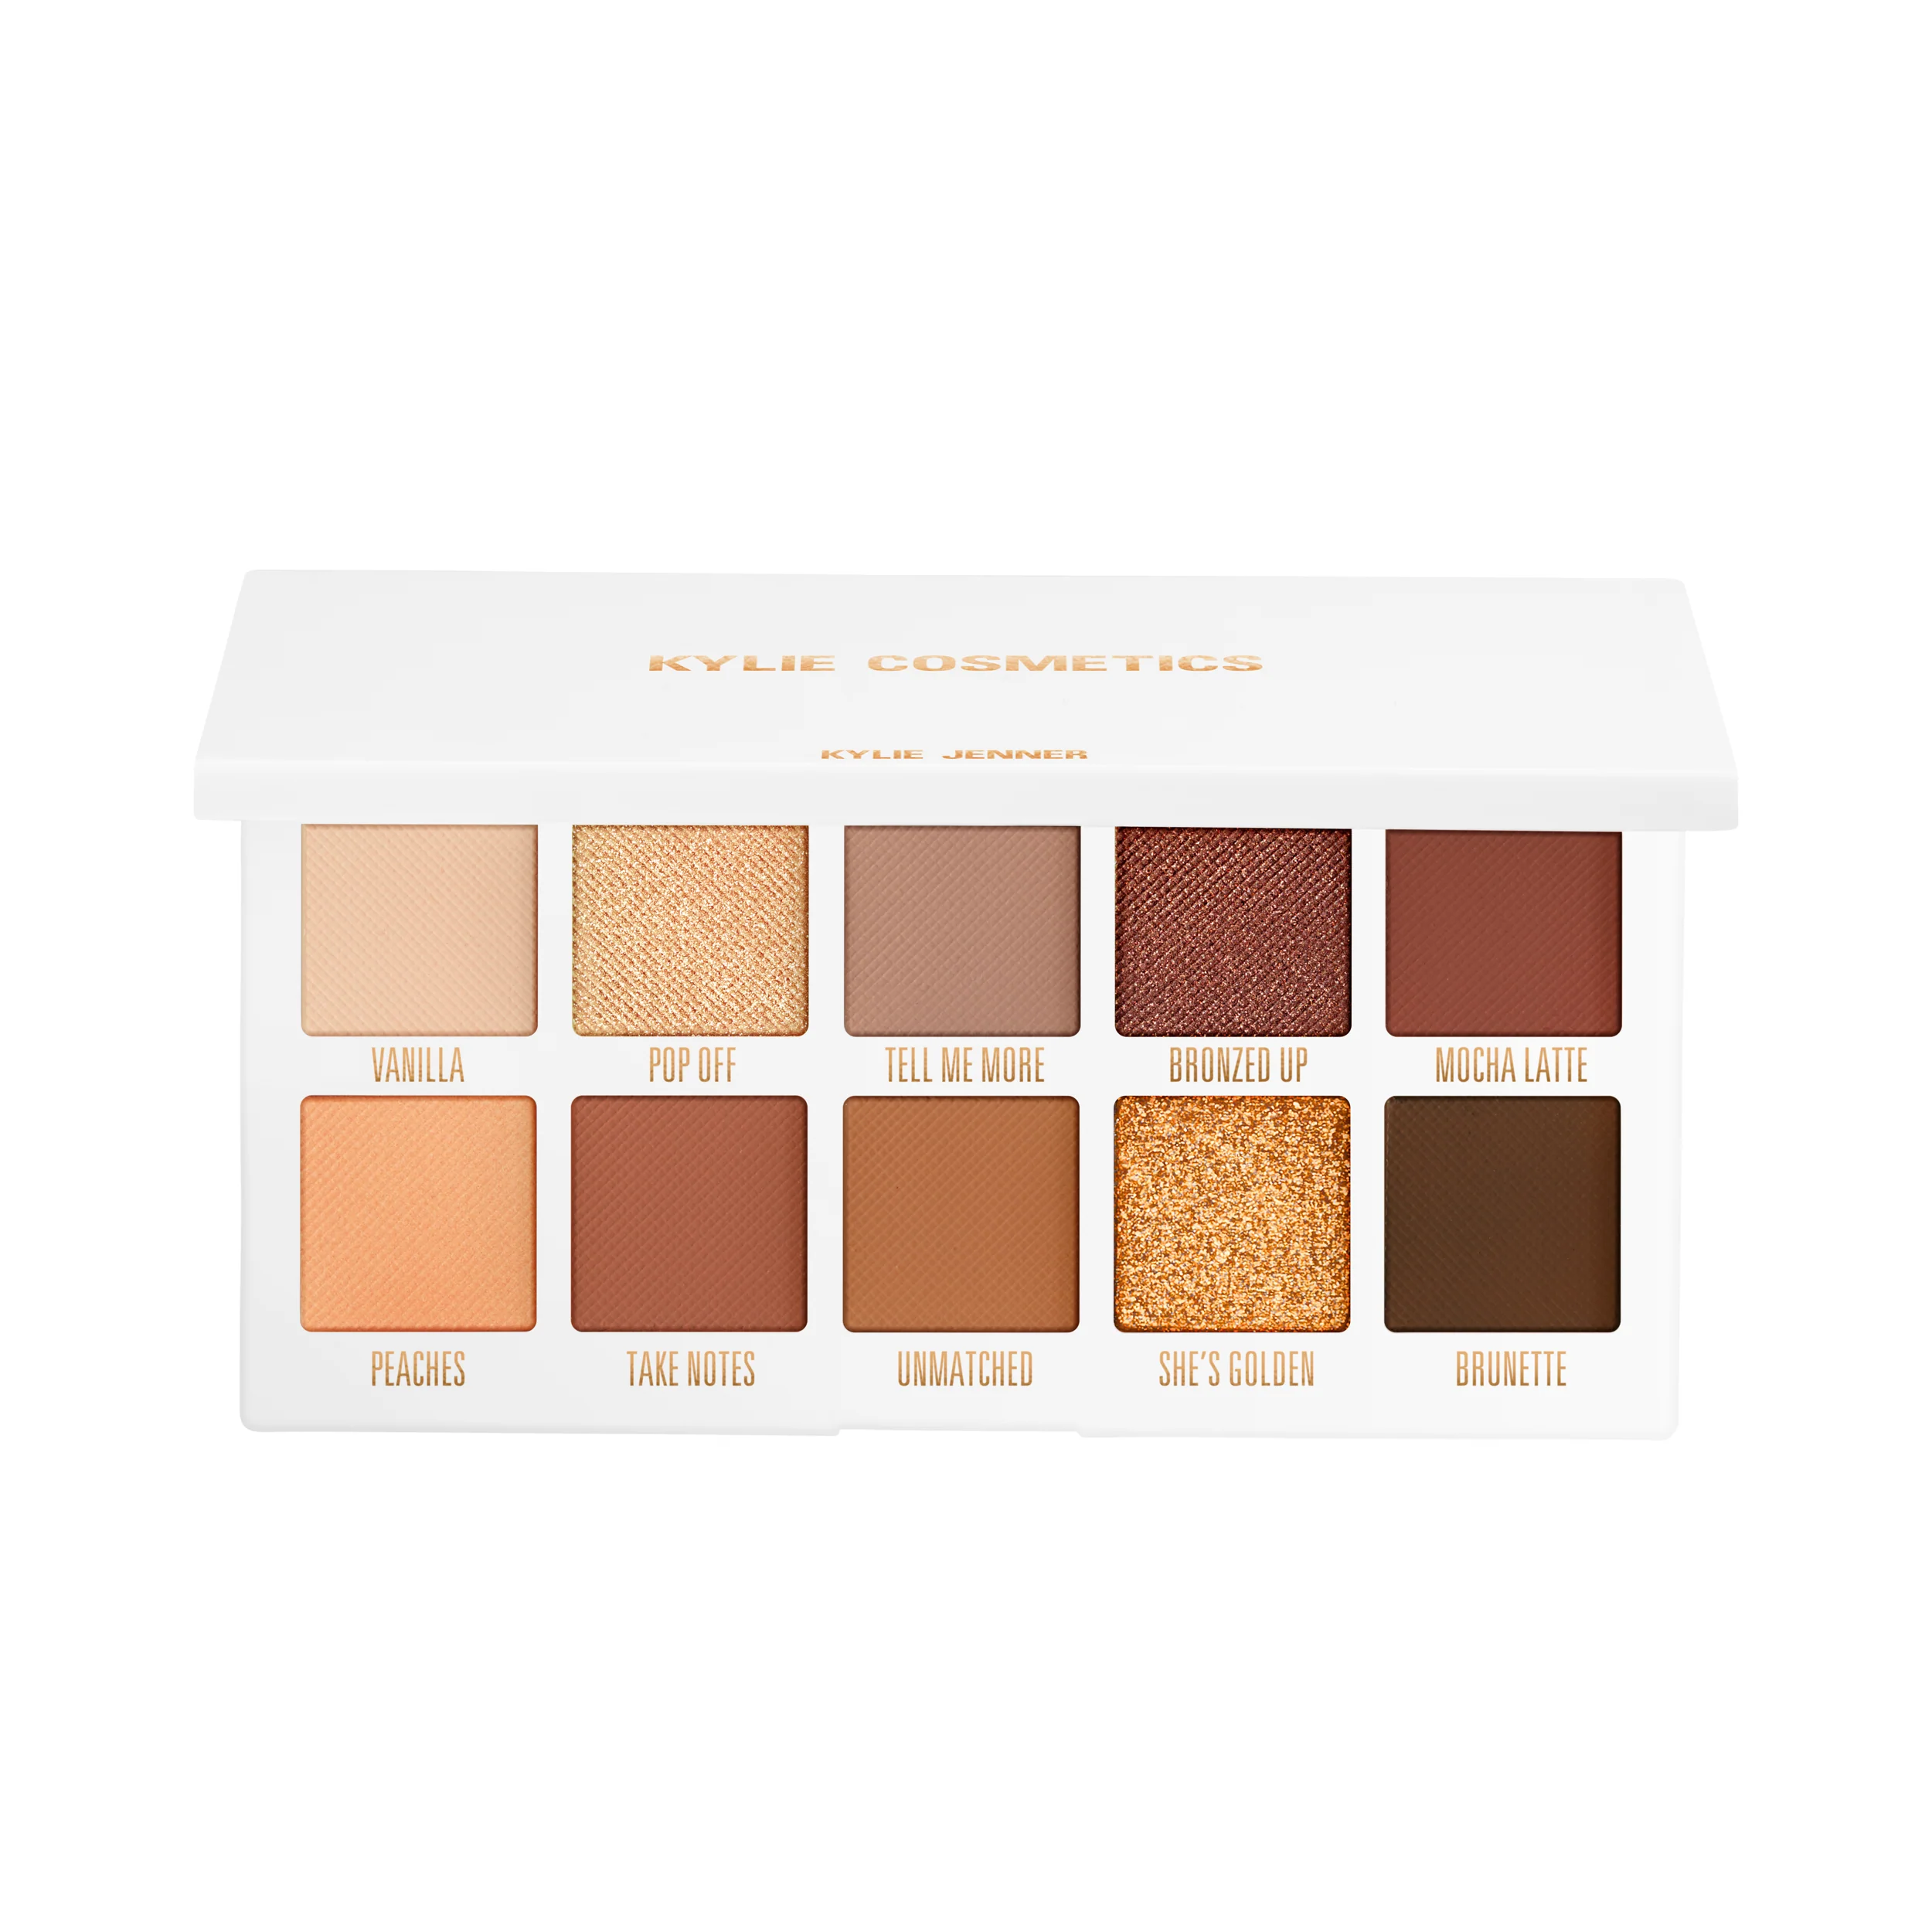 KYLIE COSMETICS
KYLIE JENNER
VANILLA
POP OFF
TELL ME MORE
BRONZED UP
MOCHA LATTE
PEACHES
TAKE NOTES
UNMATCHED
SHE'S GOLDEN
BRUNETTE